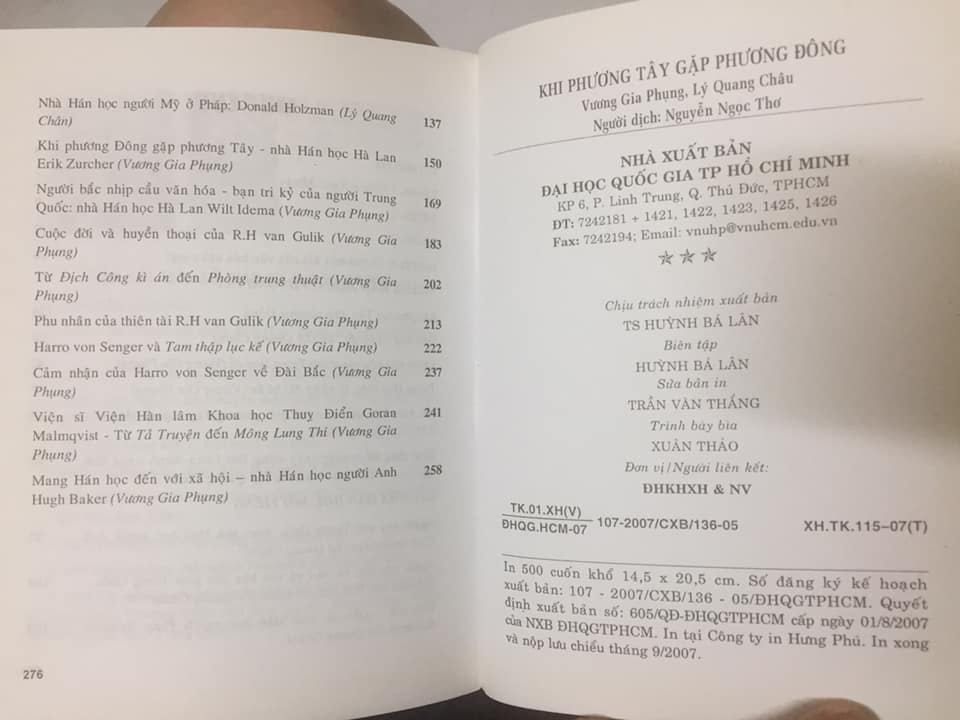 Nhà Hán học người Mỹ ở Pháp: Donald Holzman (Lý Quang
Chân) 137
Khi phương Đông gặp phương Tây - nhà Hán học Hà Lan
Erik Zurcher (Vương Gia Phụng) 150
Người bắc nhịp cầu văn hóa - bạn tri kỷ của người Trung
Quốc: nhà Hán học Hà Lan Wilt Idema (Vương Gia Phụng) 169
Cuộc đời và huyền thoại của R.H van Gulik (Vương Gia
Phụng) 183
Từ Địch Công kì án đến Phòng trung thuật (Vương Gia
Phụng) 202
Phu nhân của thiên tài R.H van Gulik (Vương Gia Phụng) 213
Harro von Senger và Tam thập lục kế (Vương Gia Phụng) 222
Cảm nhận của Harro von Senger về Đài Bắc (Vương Gia
Phụng) 237
Viện sĩ Viện Hàn lâm Khoa học Thuỵ Điển Goran 241
Malmqvist - Từ Tả Truyện đến Mông Lung Thi (Vương Gia
Phụng)
Mang Hán học đến với xã hội – nhà Hán học người Anh 258
Hugh Baker (Vương Gia Phụng)
276
KHI PHƯƠNG TÂY GẶP PHƯƠNG ĐÔNG
Vương Gia Phụng, Lý Quang Châu
Người dịch: Nguyễn Ngọc Thơ
NHÀ XUẤT BẢN
ĐẠI HỌC QUỐC GIA TP HỒ CHÍ MINH
KP 6, P. Linh Trung, Q. Thủ Đức, TPHCM
ĐT: 7242181 + 1421, 1422, 1423, 1425, 1426
Fax: 7242194; Email: vnuhp@vnuhcm.edu.vn
Chịu trách nhiệm xuất bản
TS HUỲNH BÁ LÂN
Biên tập
HUỲNH BÁ LÂN
Sửa bản in
TRẦN VĂN THẮNG
Trình bày bìa
XUÂN THẢO
Đơn vị/Người liên kết:
ĐHKHXH & NV
TK.01.XH(V)
ĐHQG.HCM-07 107-2007/CXB/136-05 XH.TK.115–07(T)
In 500 cuốn khổ 14,5 x 20,5 cm. Số đăng ký kế hoạch
xuất bản: 107 - 2007/CXB/136 - 05/ĐHQGTPHCM. Quyết
định xuất bản số: 605/QĐ-ĐHQGTPHCM cấp ngày 01/8/2007
của NXB ĐHQGTPHCM. In tại Công ty in Hưng Phú. In xong
và nộp lưu chiểu tháng 9/2007.